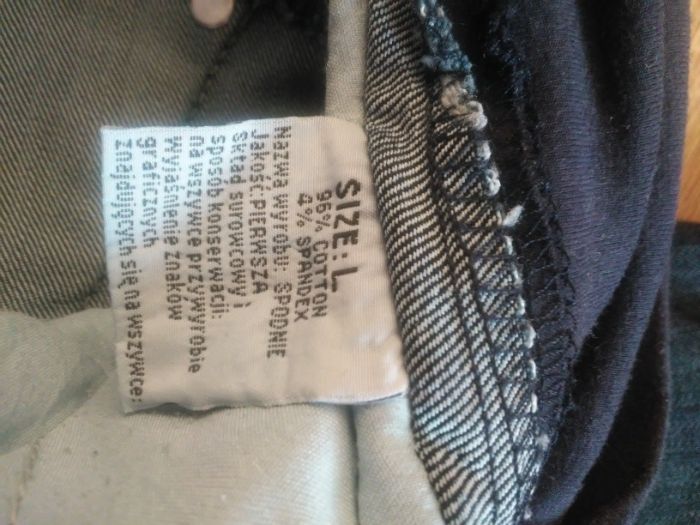 SIZE: L
96% COTTON
4% SPANDEX
Nazwa wyrobu: SPODNIE
Jakość: PIERWSZA
Skład surowcowy i
sposób konserwacji:
na wszywce przy wyrobie
Wyjaśnienie znaków
graficznych
znajdujących się na wszywce: